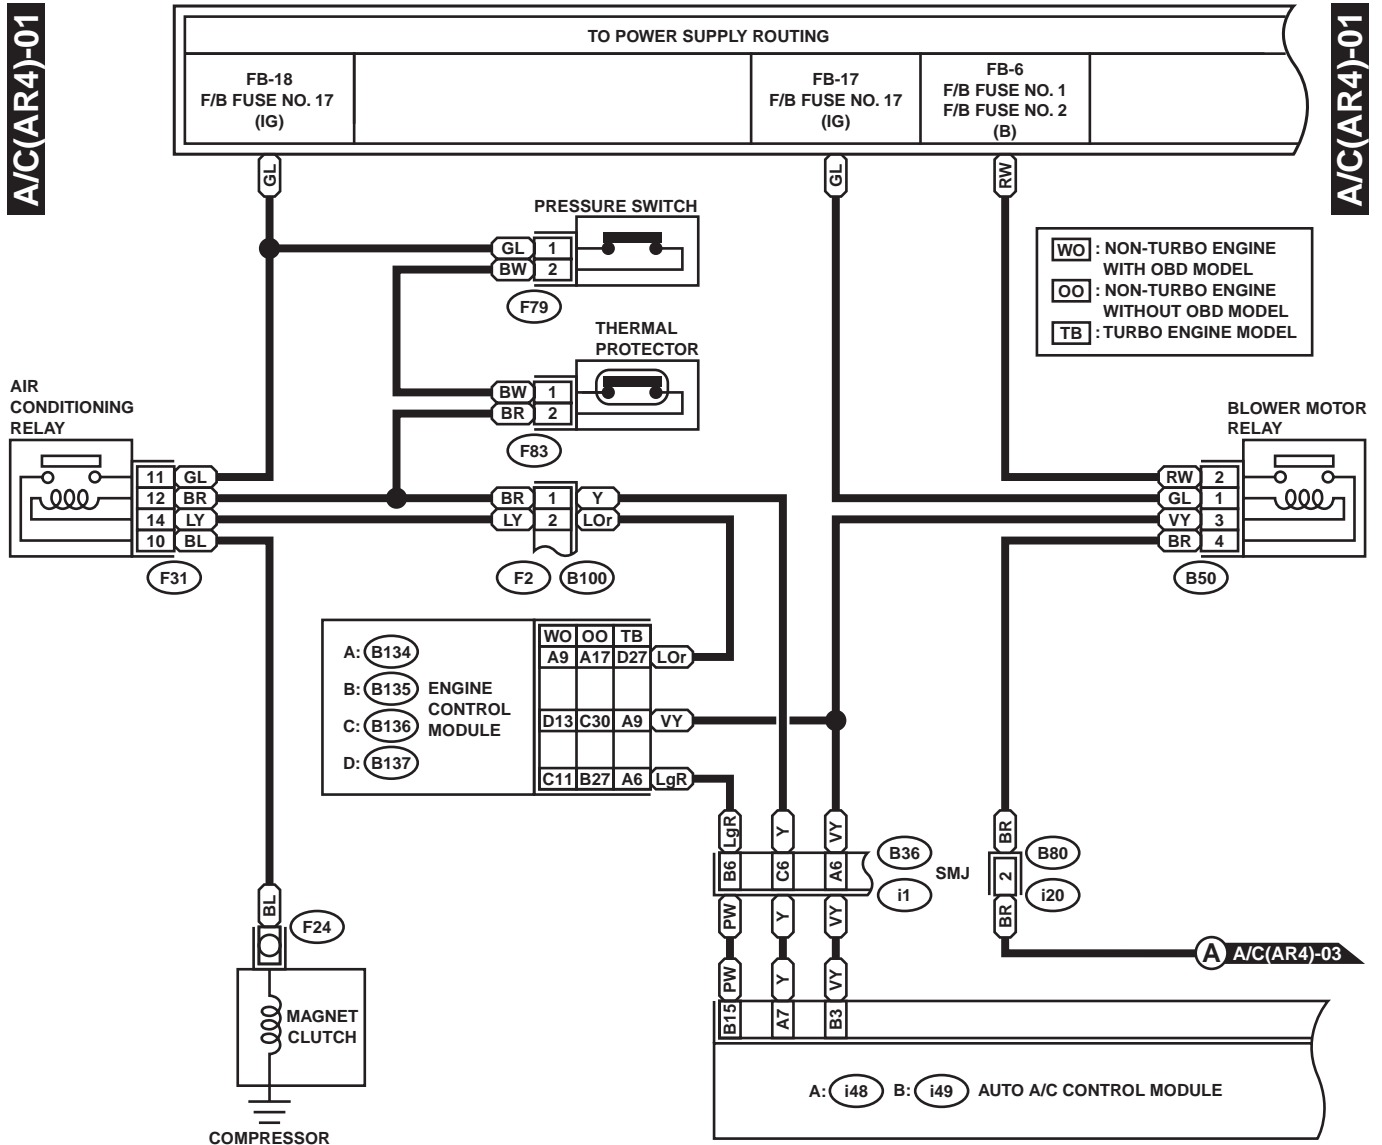 A/C(AR4)-01
A/C(AR4)-01
TO POWER SUPPLY ROUTING
FB-18
F/B FUSE NO. 17
(IG)
FB-17
F/B FUSE NO. 17
(IG)
FB-6
F/B FUSE NO. 1
F/B FUSE NO. 2
(B)
GL
GL
RW
PRESSURE SWITCH
GL 1
BW 2
F79
WO : NON-TURBO ENGINE
WITH OBD MODEL
OO : NON-TURBO ENGINE
WITHOUT OBD MODEL
TB : TURBO ENGINE MODEL
THERMAL
PROTECTOR
BW 1
BR 2
F83
AIR
CONDITIONING
RELAY
11 GL
12 BR
14 LY
10 BL
F31
BR 1 Y
LY 2 LOr
F2 B100
BLOWER MOTOR
RELAY
RW 2
GL 1
VY 3
BR 4
B50
A: B134
B: B135
C: B136
D: B137
ENGINE
CONTROL
MODULE
WO OO TB
A9 A17 D27 LOr
D13 C30 A9 VY
C11 B27 A6 LgR
LgR Y VY
B6 C6 A6
PW Y VY
B36
i1
SMJ
BR
2
BR
B80
i20
A A/C(AR4)-03
BL
F24
MAGNET
CLUTCH
COMPRESSOR
PW Y VY
B15 A7 B3
A: i48 B: i49 AUTO A/C CONTROL MODULE